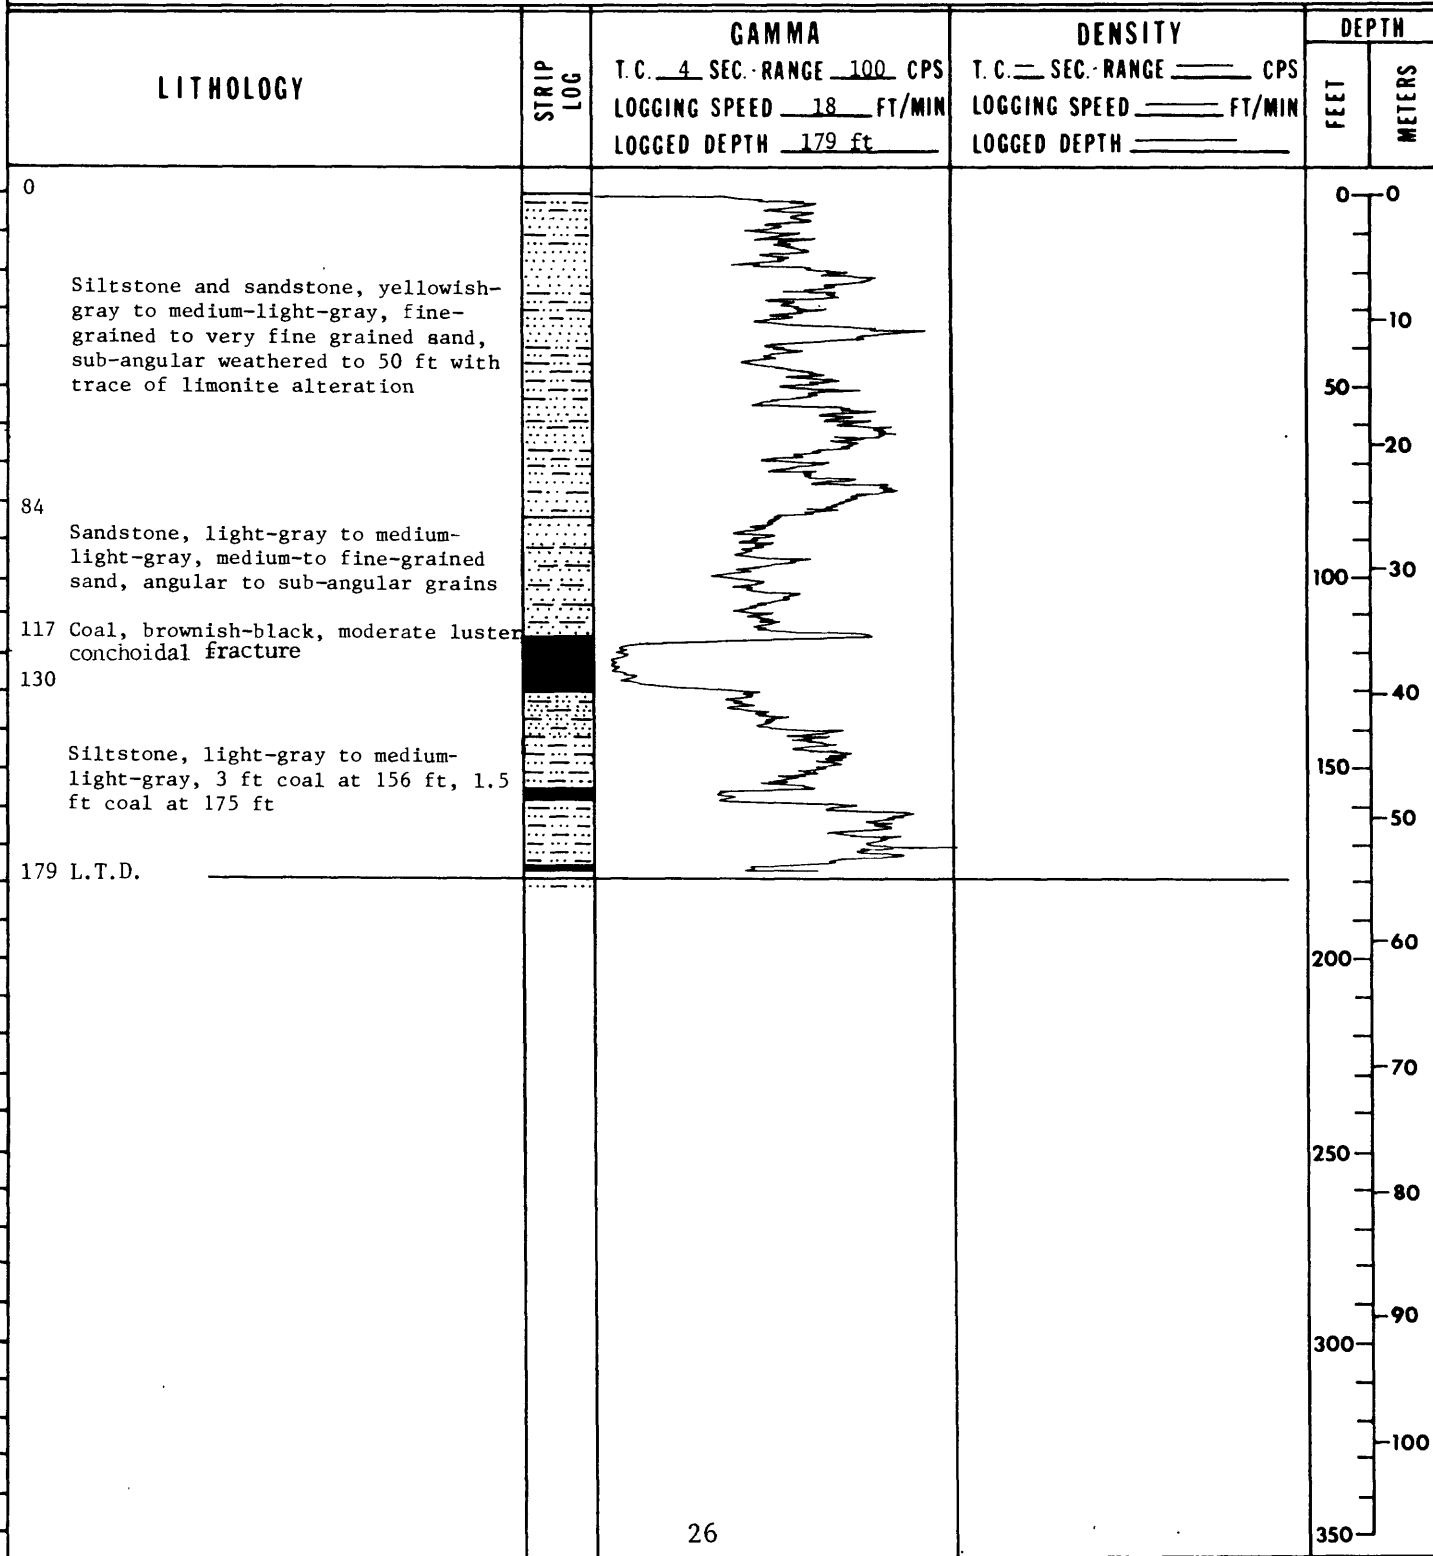 LITHOLOGY
STRIP LOG
GAMMA
T.C. 4 SEC.·RANGE 100 CPS
LOGGING SPEED 18 FT/MIN
LOGGED DEPTH 179 ft
DENSITY
T.C. — SEC.·RANGE — CPS
LOGGING SPEED — FT/MIN
LOGGED DEPTH —
DEPTH
FEET
METERS
0
Siltstone and sandstone, yellowish-
gray to medium-light-gray, fine-
grained to very fine grained sand,
sub-angular weathered to 50 ft with
trace of limonite alteration
84
Sandstone, light-gray to medium-
light-gray, medium-to fine-grained
sand, angular to sub-angular grains
117 Coal, brownish-black, moderate luster
conchoidal fracture
130
Siltstone, light-gray to medium-
light-gray, 3 ft coal at 156 ft, 1.5
ft coal at 175 ft
179 L.T.D.
0 0
10
50
20
100 30
40
150
50
60
200
70
250
80
90
300
100
350
26